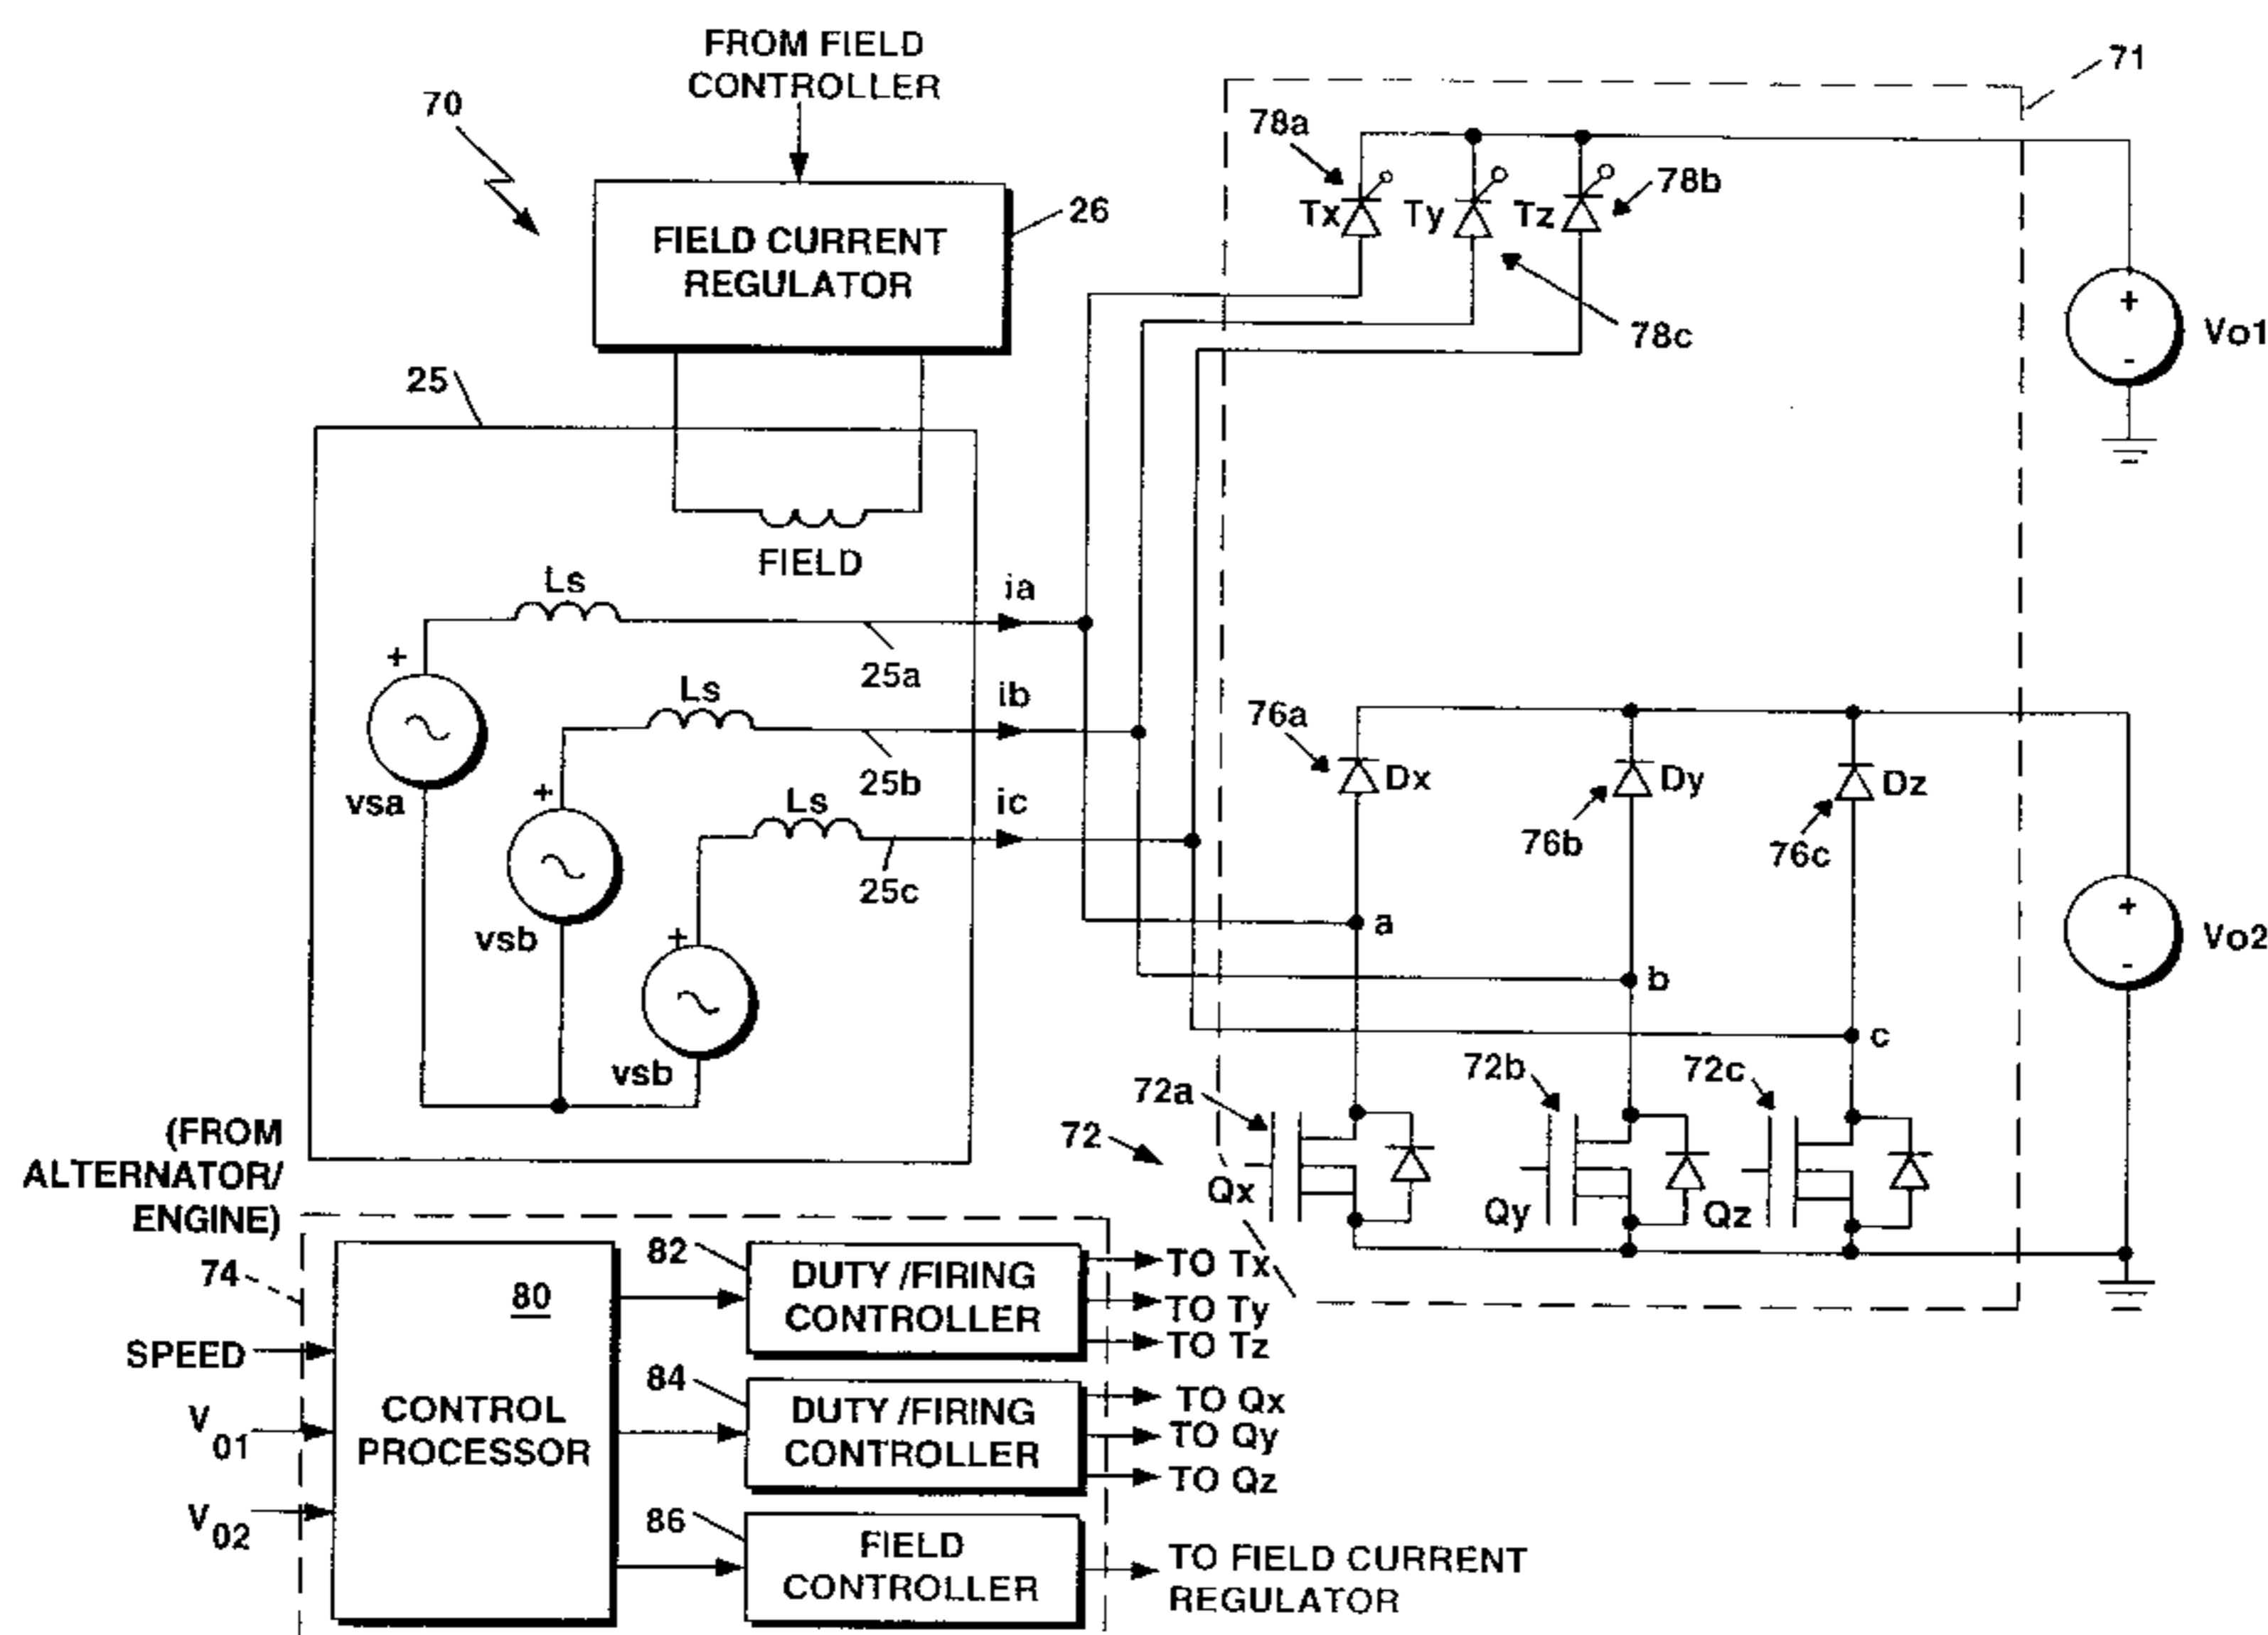 FROM FIELD
CONTROLLER
70
FIELD CURRENT
REGULATOR
26
71
78a
Tx
Ty
Tz
78b
78c
Vo1
+
-
25
FIELD
Ls
ia
25a
+
vsa
Ls
ib
25b
+
vsb
Ls
ic
25c
+
vsb
76a
Dx
Dy
76b
Dz
76c
a
b
c
+
-
Vo2
72
72a
Qx
72b
Qy
72c
Qz
(FROM
ALTERNATOR/
ENGINE)
74
SPEED
V01
V02
80
CONTROL
PROCESSOR
82
DUTY /FIRING
CONTROLLER
TO Tx
TO Ty
TO Tz
84
DUTY /FIRING
CONTROLLER
TO Qx
TO Qy
TO Qz
86
FIELD
CONTROLLER
TO FIELD CURRENT
REGULATOR